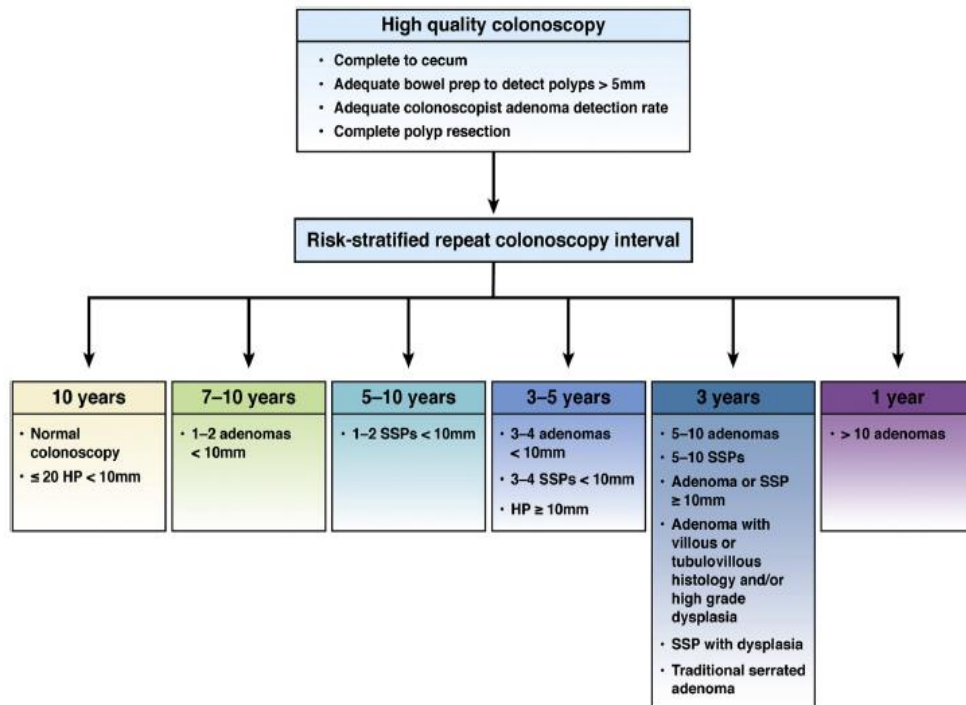 High quality colonoscopy
• Complete to cecum
• Adequate bowel prep to detect polyps > 5mm
• Adequate colonoscopist adenoma detection rate
• Complete polyp resection
Risk-stratified repeat colonoscopy interval
10 years
• Normal
colonoscopy
• ≤ 20 HP < 10mm
7–10 years
• 1–2 adenomas
< 10mm
5–10 years
• 1–2 SSPs < 10mm
3–5 years
• 3–4 adenomas
< 10mm
• 3–4 SSPs < 10mm
• HP ≥ 10mm
3 years
• 5–10 adenomas
• 5–10 SSPs
• Adenoma or SSP
≥ 10mm
• Adenoma with
villous or
tubulovillous
histology and/or
high grade
dysplasia
• SSP with dysplasia
• Traditional serrated
adenoma
1 year
• > 10 adenomas